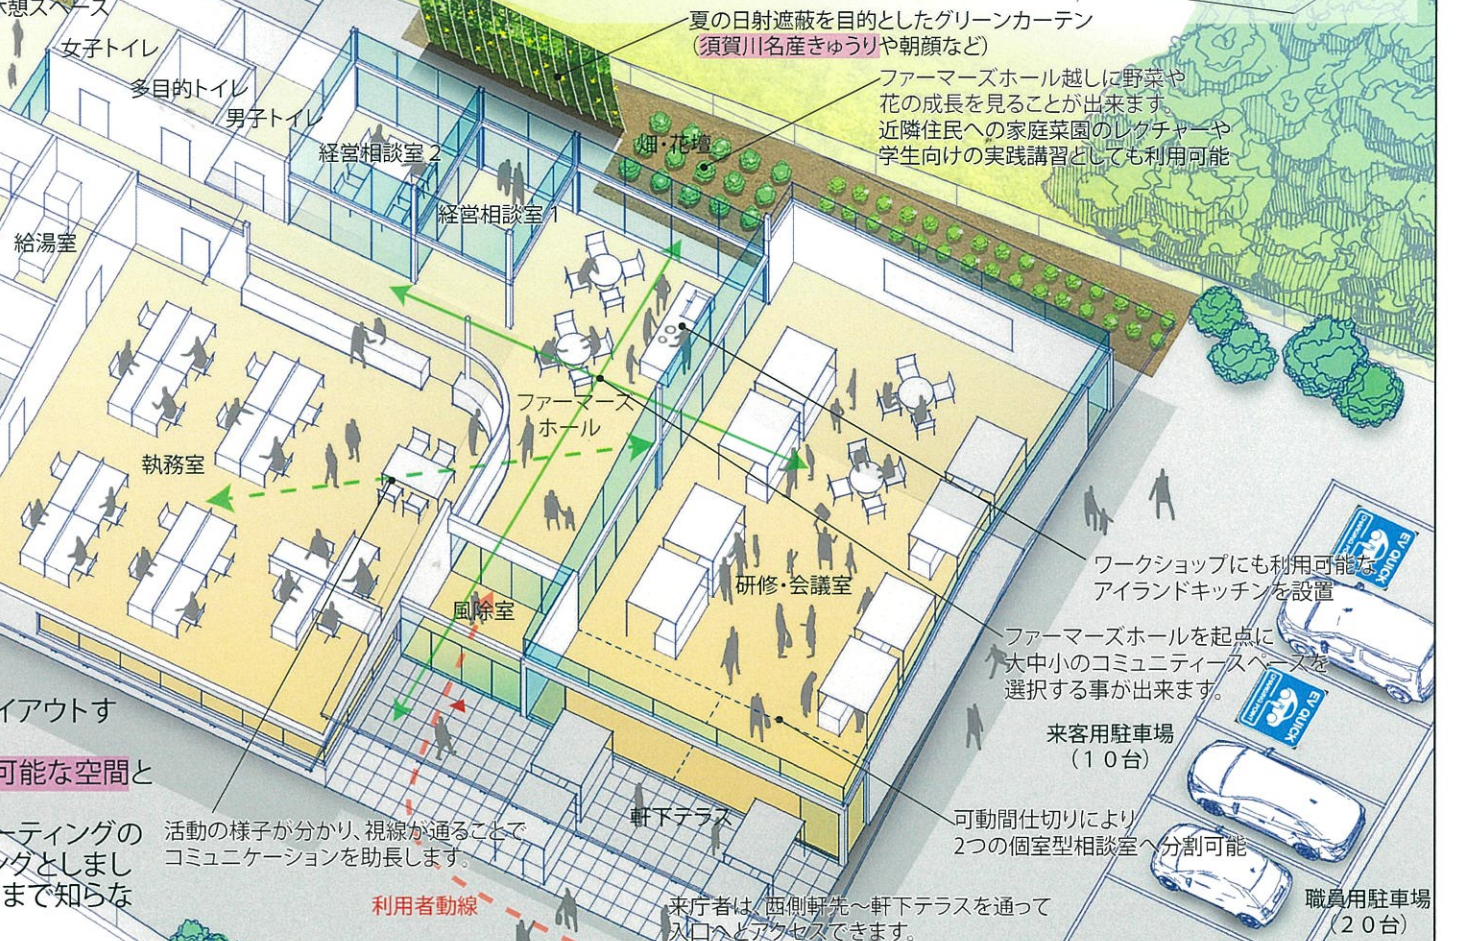 休憩スペース
女子トイレ
多目的トイレ
男子トイレ
給湯室
経営相談室2
経営相談室1
夏の日射遮蔽を目的としたグリーンカーテン
(須賀川名産きゅうりや朝顔など)
ファーマーズホール越しに野菜や
花の成長を見ることが出来ます。
近隣住民への家庭菜園のレクチャーや
学生向けの実践講習としても利用可能
畑・花壇
ファーマーズ
ホール
執務室
風除室
研修・会議室
ワークショップにも利用可能な
アイランドキッチンを設置
ファーマーズホールを起点に
大中小のコミュニティースペースを
選択する事が出来ます。
EV QUICK
CHARGING POINT
EV QUICK
CHARGING POINT
来客用駐車場
(10台)
可動間仕切りにより
2つの個室型相談室へ分割可能
職員用駐車場
(20台)
軒下テラス
来庁者は、西側軒先~軒下テラスを通って
入口へとアクセスできます。
利用者動線
活動の様子が分かり、視線が通ることで
コミュニケーションを助長します。
イアウトす
可能な空間と
ーティングの
ングとしまし
まで知らな